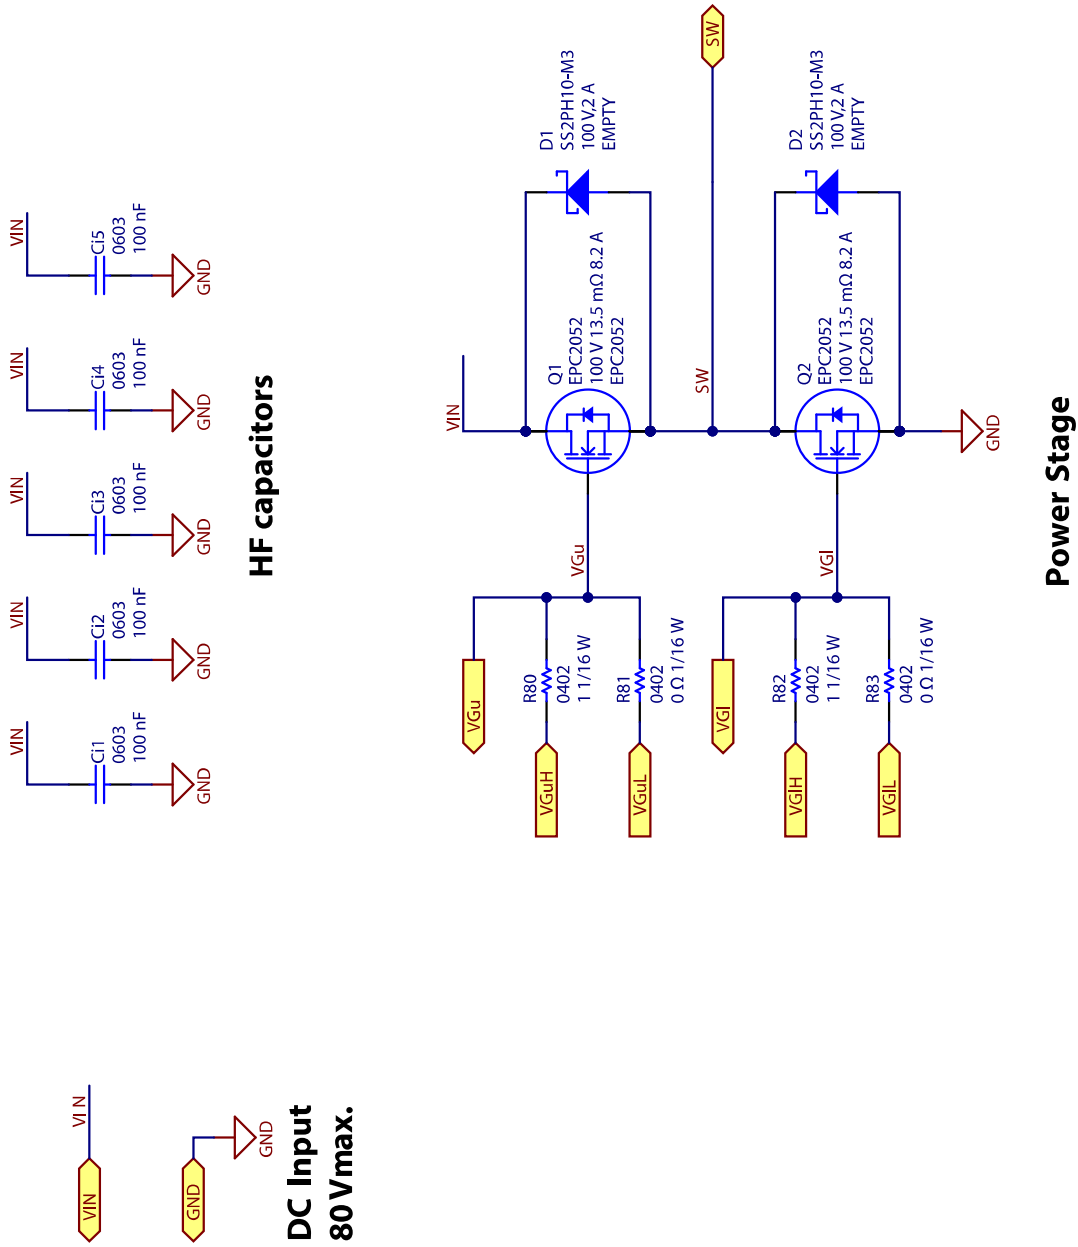 VI N
VIN
GND
GND
DC Input
80 Vmax.
VIN
Ci1
0603
100 nF
GND
VIN
Ci2
0603
100 nF
GND
VIN
Ci3
0603
100 nF
GND
VIN
Ci4
0603
100 nF
GND
VIN
Ci5
0603
100 nF
GND
HF capacitors
VIN
VGu
R80
0402
1 1/16 W
VGuH
R81
0402
0 Ω 1/16 W
VGuL
VGu
Q1
EPC2052
100 V 13.5 mΩ 8.2 A
EPC2052
D1
SS2PH10-M3
100 V,2 A
EMPTY
SW
SW
VGl
R82
0402
1 1/16 W
VGlH
R83
0402
0 Ω 1/16 W
VGlL
VGl
Q2
EPC2052
100 V 13.5 mΩ 8.2 A
EPC2052
D2
SS2PH10-M3
100 V,2 A
EMPTY
GND
Power Stage